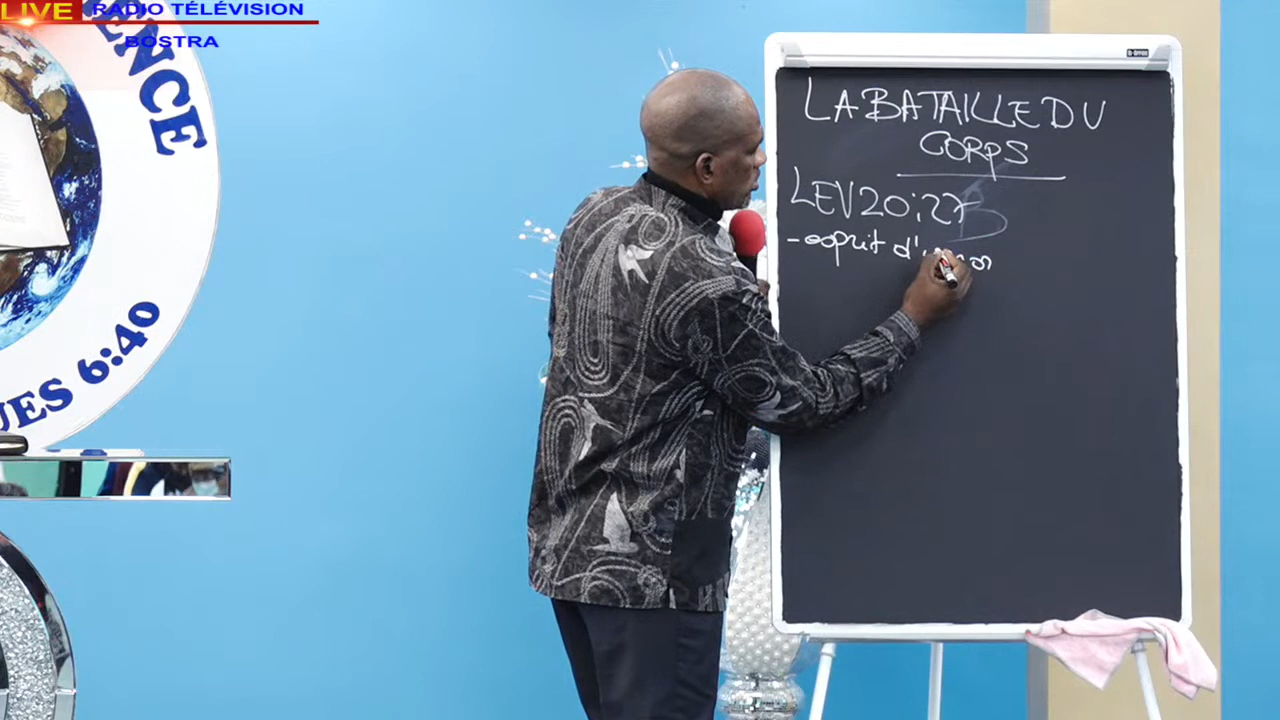 LIVE RADIO TÉLÉVISION
BOSTRA
ENCE
UES 6:40
LA BATAILLE DU
CORPS
LEV 20:27
- esprit